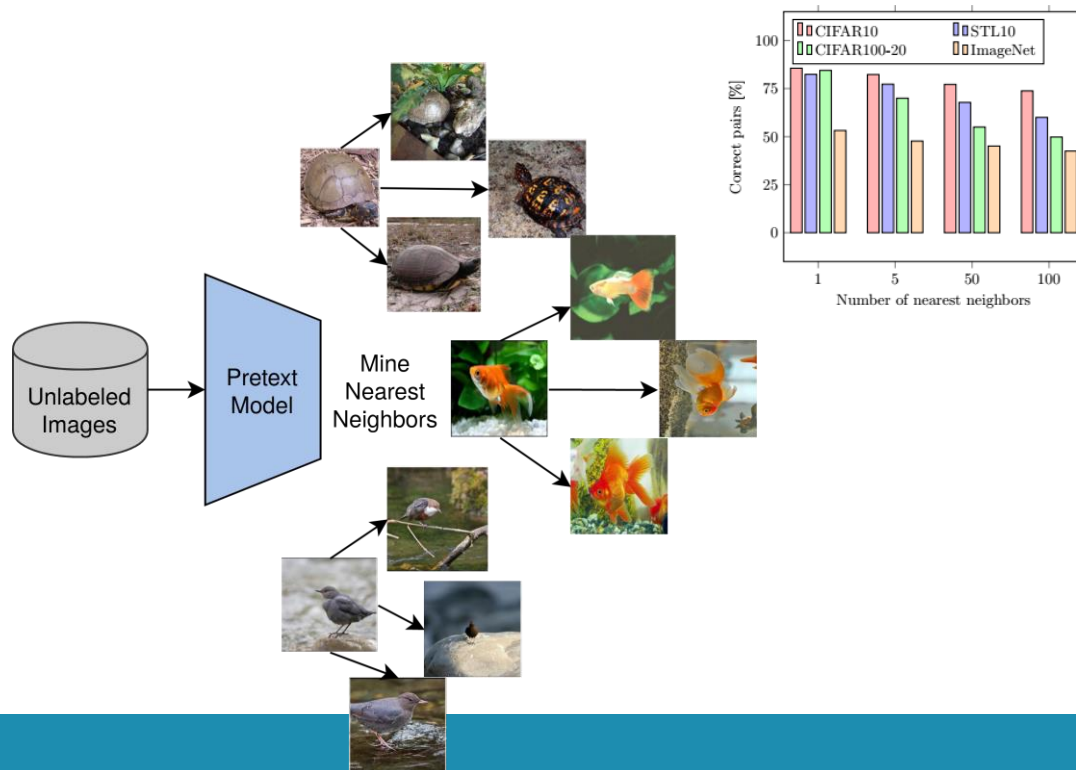 Unlabeled
Images
Pretext
Model
Mine
Nearest
Neighbors
CIFAR10
STL10
CIFAR100-20
ImageNet
Correct pairs [%]
100
75
50
25
0
1
5
50
100
Number of nearest neighbors